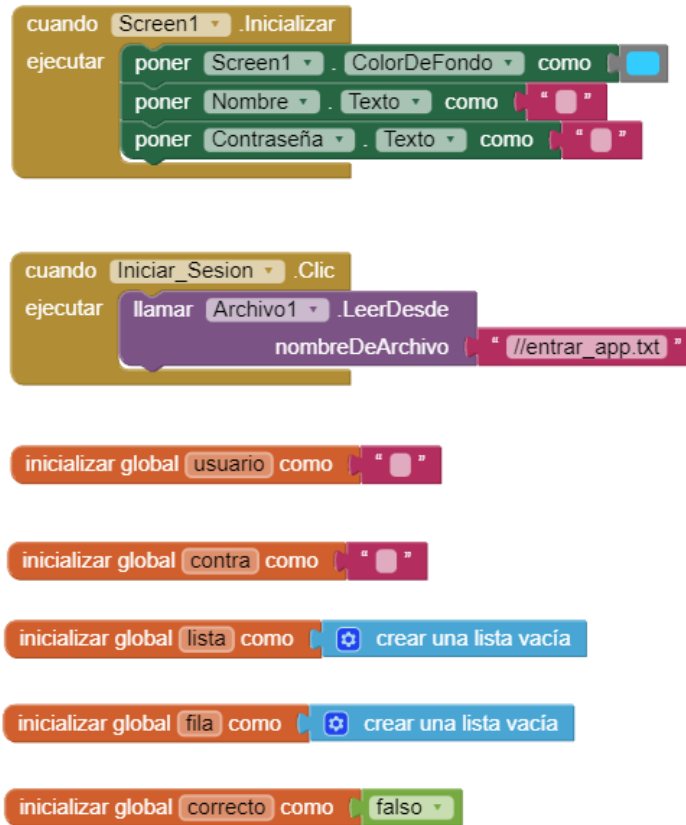 cuando Screen1 .Inicializar
ejecutar poner Screen1 . ColorDeFondo como
poner Nombre . Texto como " "
poner Contraseña . Texto como " "
cuando Iniciar_Sesion .Clic
ejecutar llamar Archivo1 .LeerDesde
nombreDeArchivo " //entrar_app.txt "
inicializar global usuario como " "
inicializar global contra como " "
inicializar global lista como crear una lista vacía
inicializar global fila como crear una lista vacía
inicializar global correcto como falso